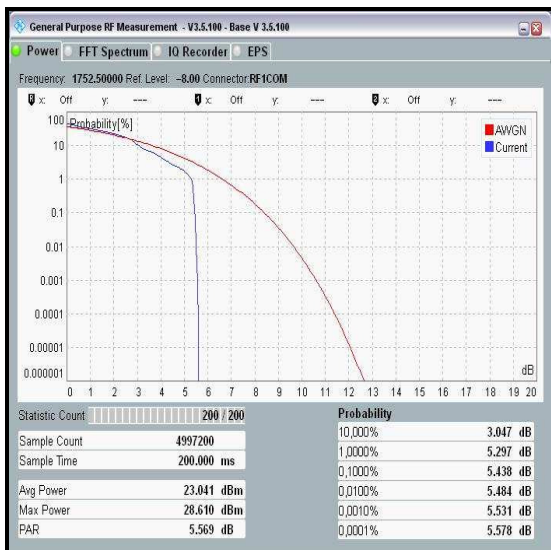 General Purpose RF Measurement - V3.5.100 - Base V 3.5.100
Power FFT Spectrum IQ Recorder EPS
Frequency: 1752.50000 Ref. Level: -8.00 Connector:RF1COM
x: Off y: --- 1 x: Off y: --- 2 x: Off y: ---
Probability[%]
AWGN
Current
100
10
1
0.1
0.01
0.001
0.0001
0.00001
0.000001
dB
0 1 2 3 4 5 6 7 8 9 10 11 12 13 14 15 16 17 18 19 20
Statistic Count 200 / 200
Sample Count 4997200
Sample Time 200.000 ms
Avg Power 23.041 dBm
Max Power 28.610 dBm
PAR 5.569 dB
Probability
10,000% 3.047 dB
1,0000% 5.297 dB
0,1000% 5.438 dB
0,0100% 5.484 dB
0,0010% 5.531 dB
0,0001% 5.578 dB